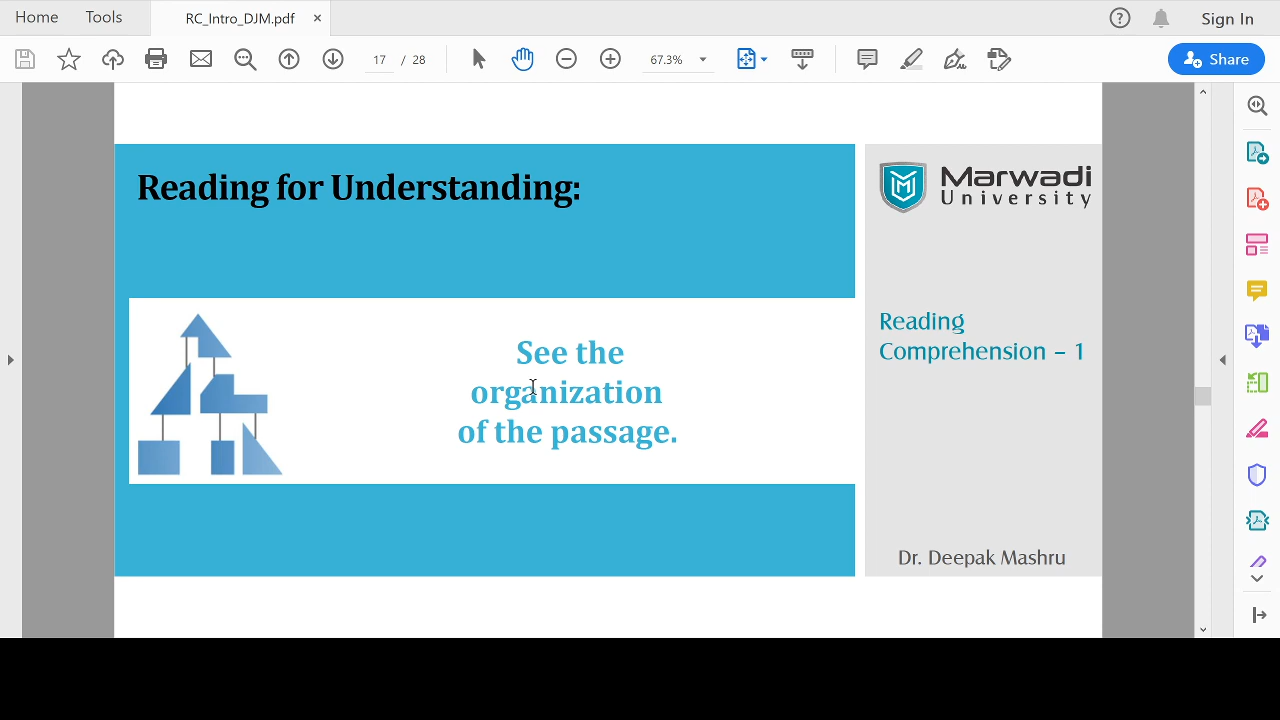 Home Tools RC_Intro_DJM.pdf × Sign In
17 / 28 67.3% Share
Reading for Understanding:
See the
organization
of the passage.
Marwadi
University
Reading
Comprehension – 1
Dr. Deepak Mashru